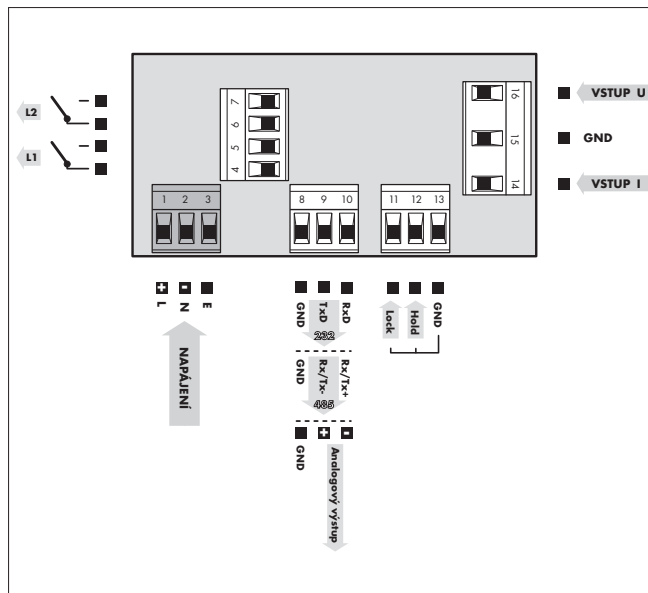 L2
L1
7
6
5
4
16
15
14
VSTUP U
GND
VSTUP I
1 2 3
8 9 10
11 12 13
+ L
- N
E
NAPÁJENÍ
GND
TxD
RxD
232
GND
Rx/Tx-
Rx/Tx+
485
GND
+
-
Analogový výstup
Lock
Hold
GND